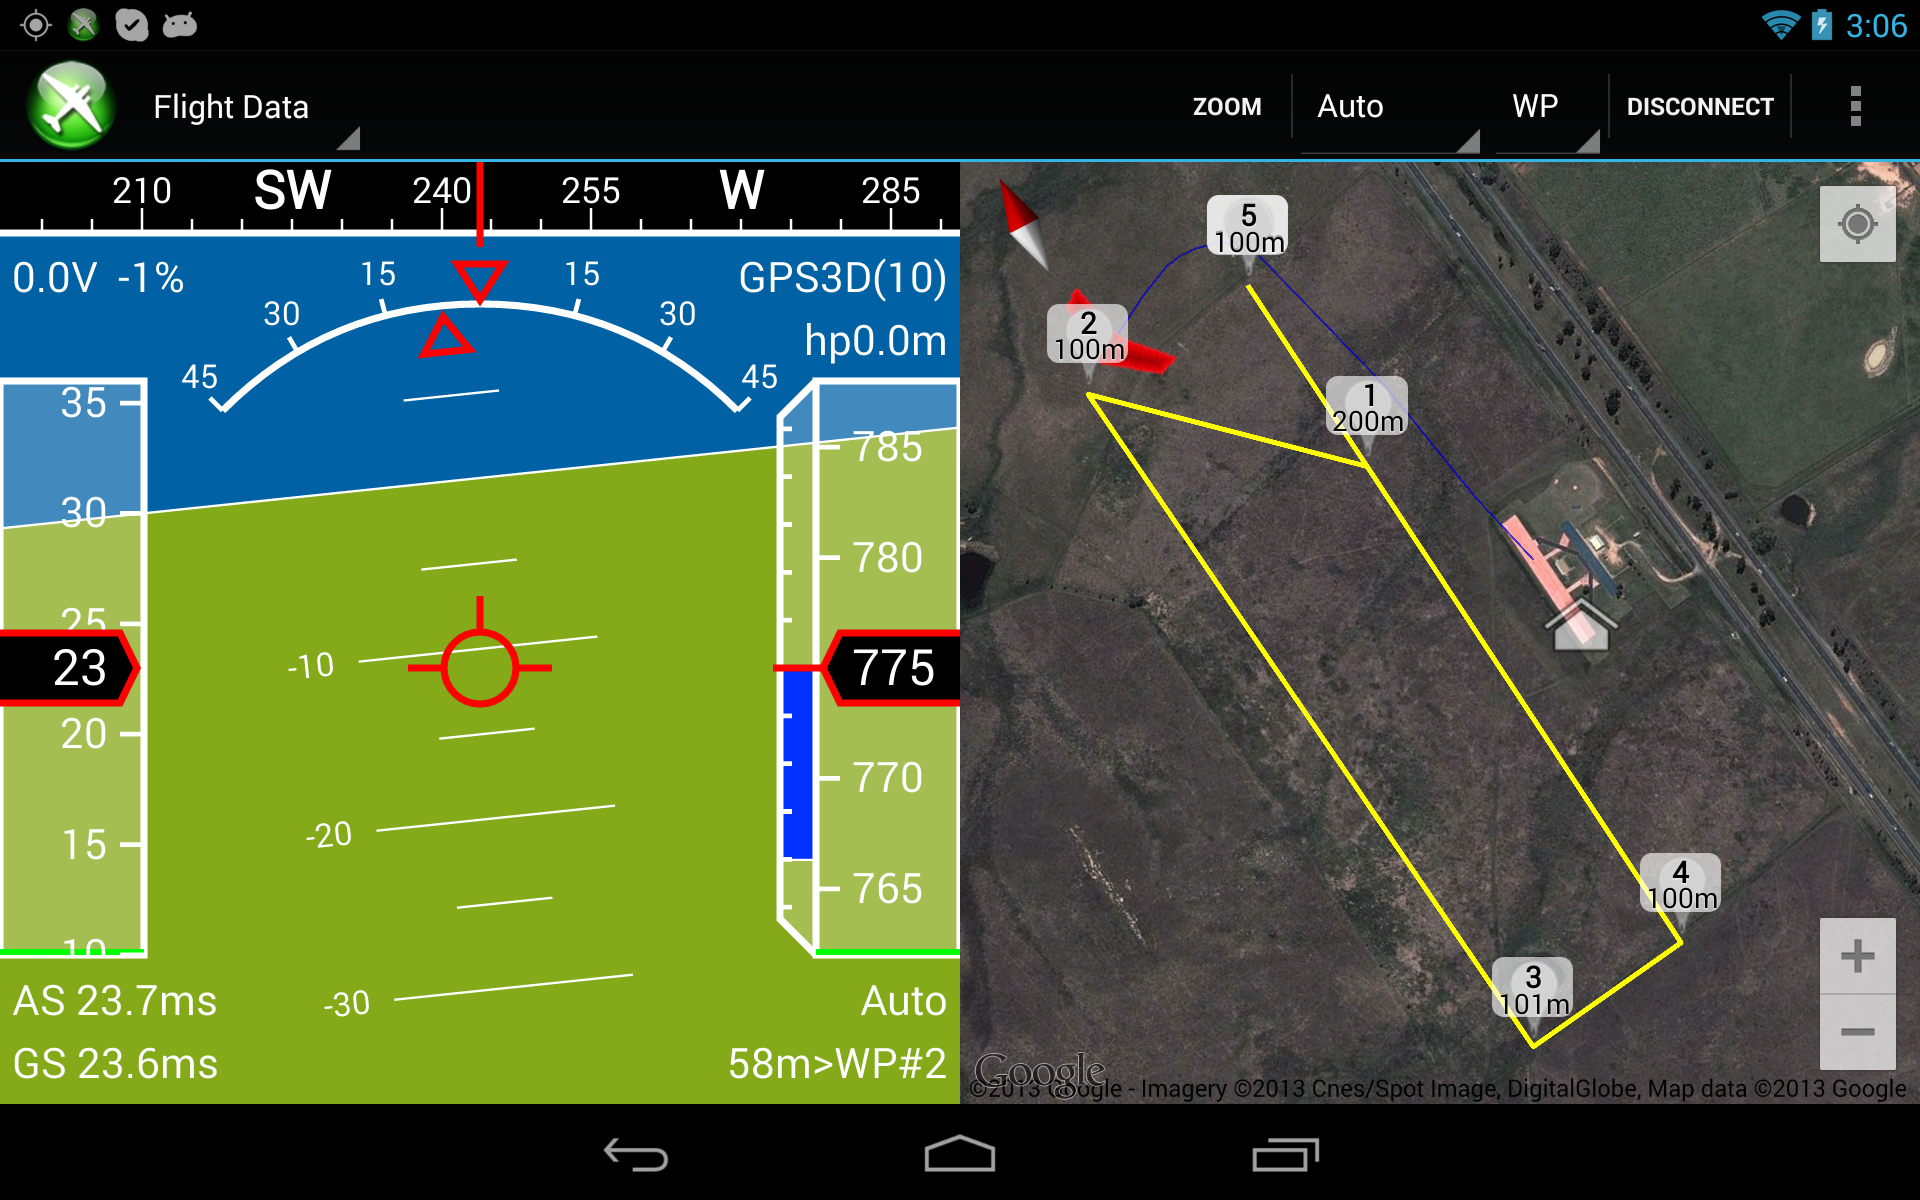 3:06
Flight Data
ZOOM
Auto
WP
DISCONNECT
210 SW 240 255 W 285
0.0V -1%
GPS3D(10)
hp0.0m
45 30 15 15 30 45
35
30
25
23
20
15
10
-10
-20
-30
785
780
775
770
765
AS 23.7ms
GS 23.6ms
Auto
58m>WP#2
5
100m
2
100m
1
200m
4
100m
3
101m
Google
©2013 Google - Imagery ©2013 Cnes/Spot Image, DigitalGlobe, Map data ©2013 Google